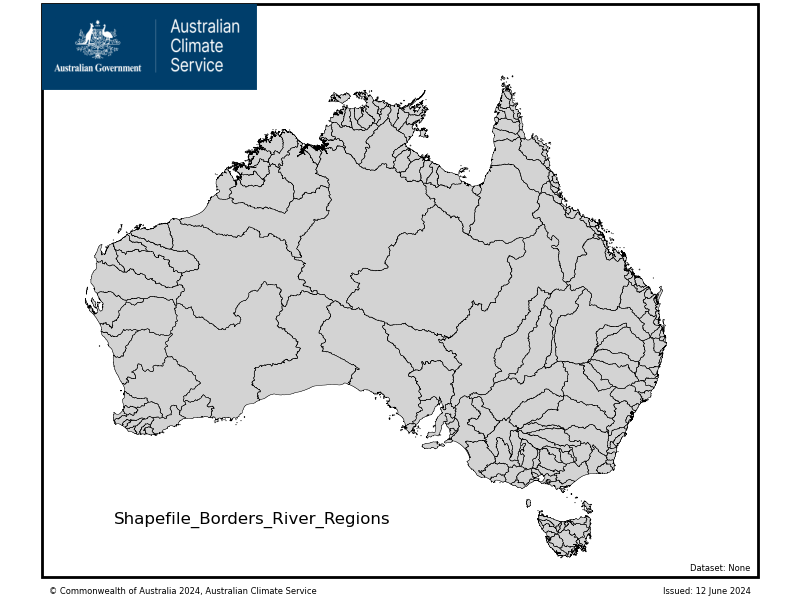 Australian Government
Australian
Climate
Service
Shapefile_Borders_River_Regions
Dataset: None
© Commonwealth of Australia 2024, Australian Climate Service
Issued: 12 June 2024